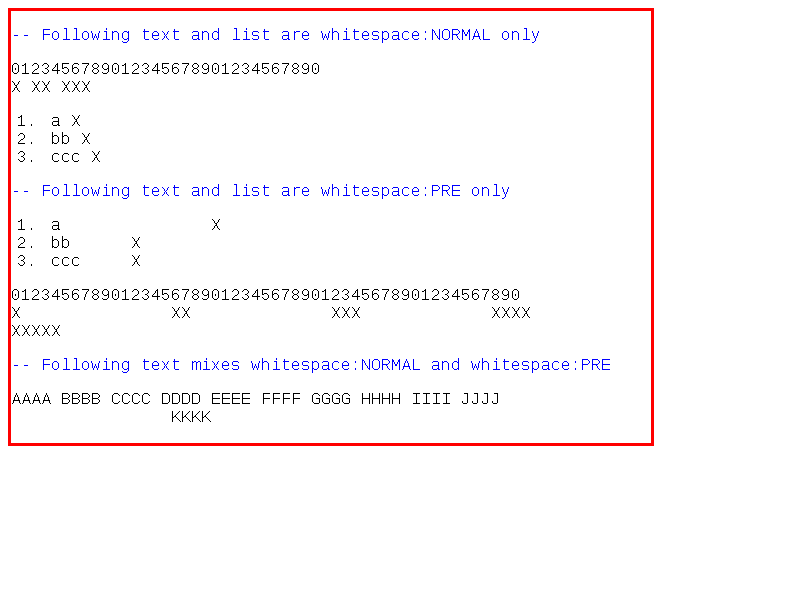 -- Following text and list are whitespace:NORMAL only
0123456789012345678901234567890
X XX XXX
1. a X
2. bb X
3. ccc X
-- Following text and list are whitespace:PRE only
1. a               X
2. bb      X
3. ccc     X
012345678901234567890123456789012345678901234567890
X               XX              XXX             XXXX
XXXXX
-- Following text mixes whitespace:NORMAL and whitespace:PRE
AAAA BBBB CCCC DDDD EEEE FFFF GGGG HHHH IIII JJJJ
                KKKK